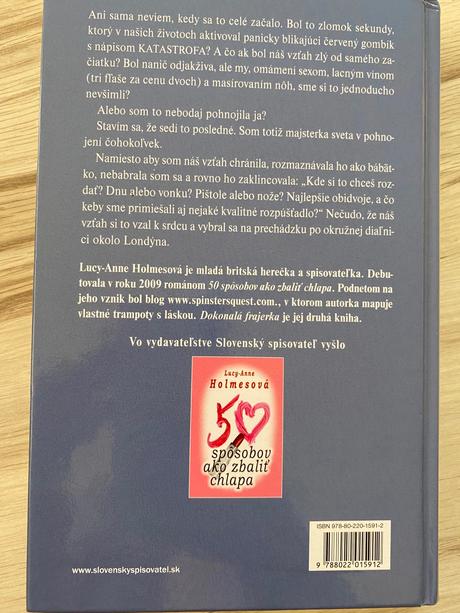 Ani sama neviem, kedy sa to celé začalo. Bol to zlomok sekundy,
ktorý v našich životoch aktivoval panicky blikajúci červený gombík
s nápisom KATASTROFA? A čo ak bol náš vzťah zlý od samého za-
čiatku? Bol nanič odjakživa, ale my, omámení sexom, lacným vínom
(tri fľaše za cenu dvoch) a masírovaním nôh, sme si to jednoducho
nevšimli?
Alebo som to nebodaj pohnojila ja?
Stavím sa, že sedí to posledné. Som totiž majsterka sveta v pohno-
jení čohokoľvek.
Namiesto aby som náš vzťah chránila, rozmaznávala ho ako bábät-
ko, nebabrala som sa a rovno ho zaklincovala: „Kde si to chceš roz-
dať? Dnu alebo vonku? Pištole alebo nože? Najlepšie obidvoje, a čo
keby sme primiešali aj nejaké kvalitné rozpúšťadlo?“ Nečudo, že náš
vzťah si to vzal k srdcu a vybral sa na prechádzku po okružnej diaľni-
ci okolo Londýna.
Lucy-Anne Holmesová je mladá britská herečka a spisovateľka. Debu-
tovala v roku 2009 románom 50 spôsobov ako zbaliť chlapa. Podnetom na
jeho vznik bol blog www.spinstersquest.com., v ktorom autorka mapuje
vlastné trampoty s láskou. Dokonalá frajerka je jej druhá kniha.
Vo vydavateľstve Slovenský spisovateľ vyšlo
Lucy-Anne
Holmesová
50
spôsobov
ako zbaliť
chlapa
ISBN 978-80-220-1591-2
9 788022 015912
www.slovenskyspisovatel.sk